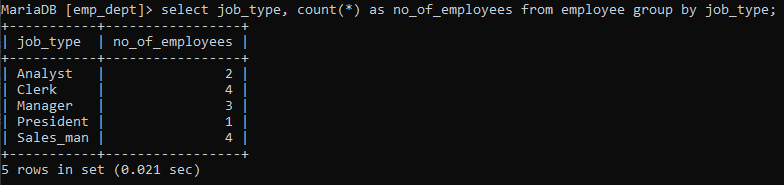 MariaDB [emp_dept]> select job_type, count(*) as no_of_employees from employee group by job_type;
+-----------+-----------------+
| job_type  | no_of_employees |
+-----------+-----------------+
| Analyst   |               2 |
| Clerk     |               4 |
| Manager   |               3 |
| President |               1 |
| Sales_man |               4 |
+-----------+-----------------+
5 rows in set (0.021 sec)